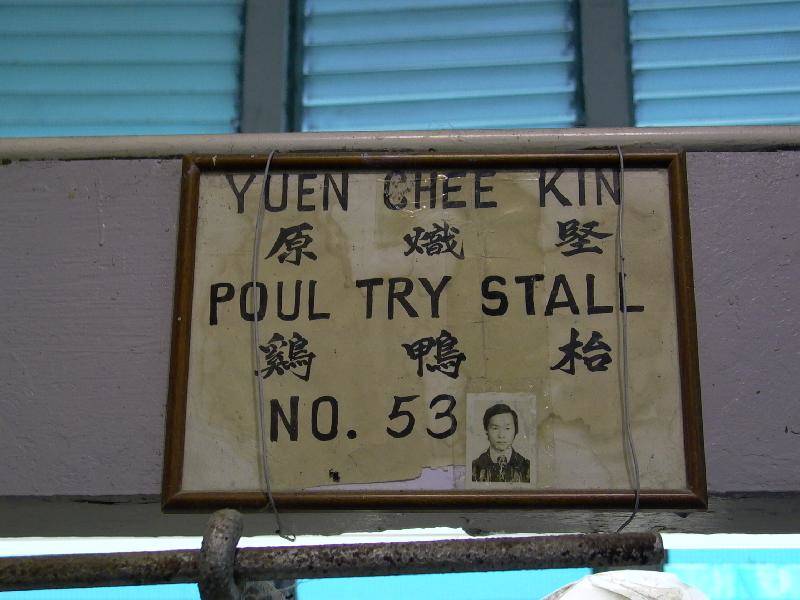 YUEN CHEE KIN
原 熾 堅
POUL TRY STALL
鷄 鴨 枱
NO. 53